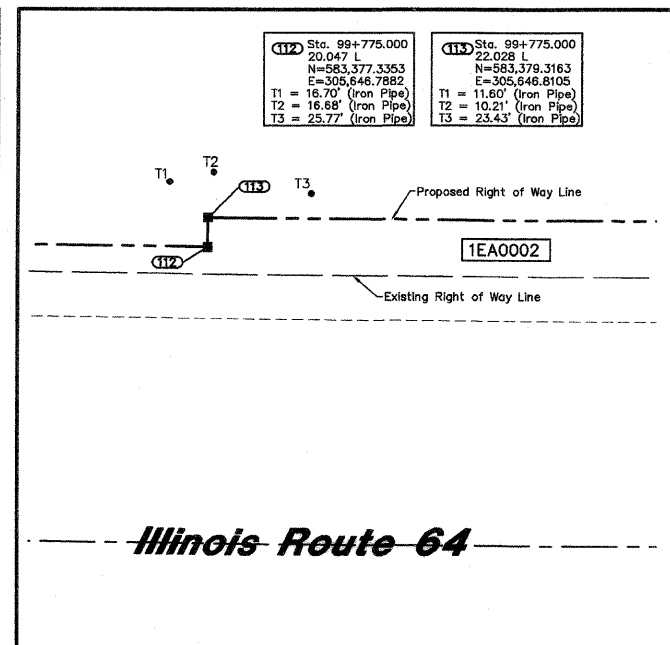 112 Sta. 99+775.000
20.047 L
N=583,377.3353
E=305,646.7882
T1 = 16.70' (Iron Pipe)
T2 = 16.68' (Iron Pipe)
T3 = 25.77' (Iron Pipe)
113 Sta. 99+775.000
22.028 L
N=583,379.3163
E=305,646.8105
T1 = 11.60' (Iron Pipe)
T2 = 10.21' (Iron Pipe)
T3 = 23.43' (Iron Pipe)
T1
T2
113
T3
Proposed Right of Way Line
1EA0002
112
Existing Right of Way Line
Illinois Route 64